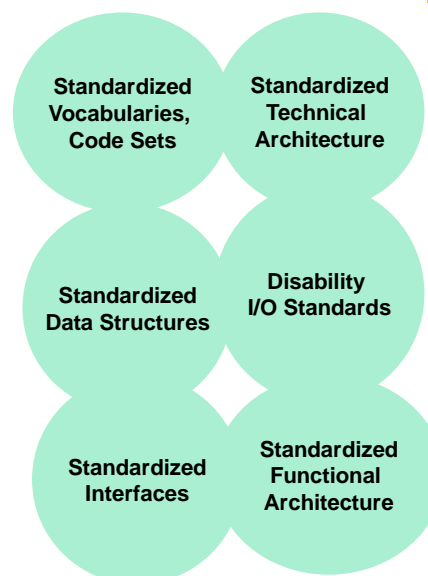 Standardized
Vocabularies,
Code Sets
Standardized
Technical
Architecture
Standardized
Data Structures
Disability
I/O Standards
Standardized
Interfaces
Standardized
Functional
Architecture